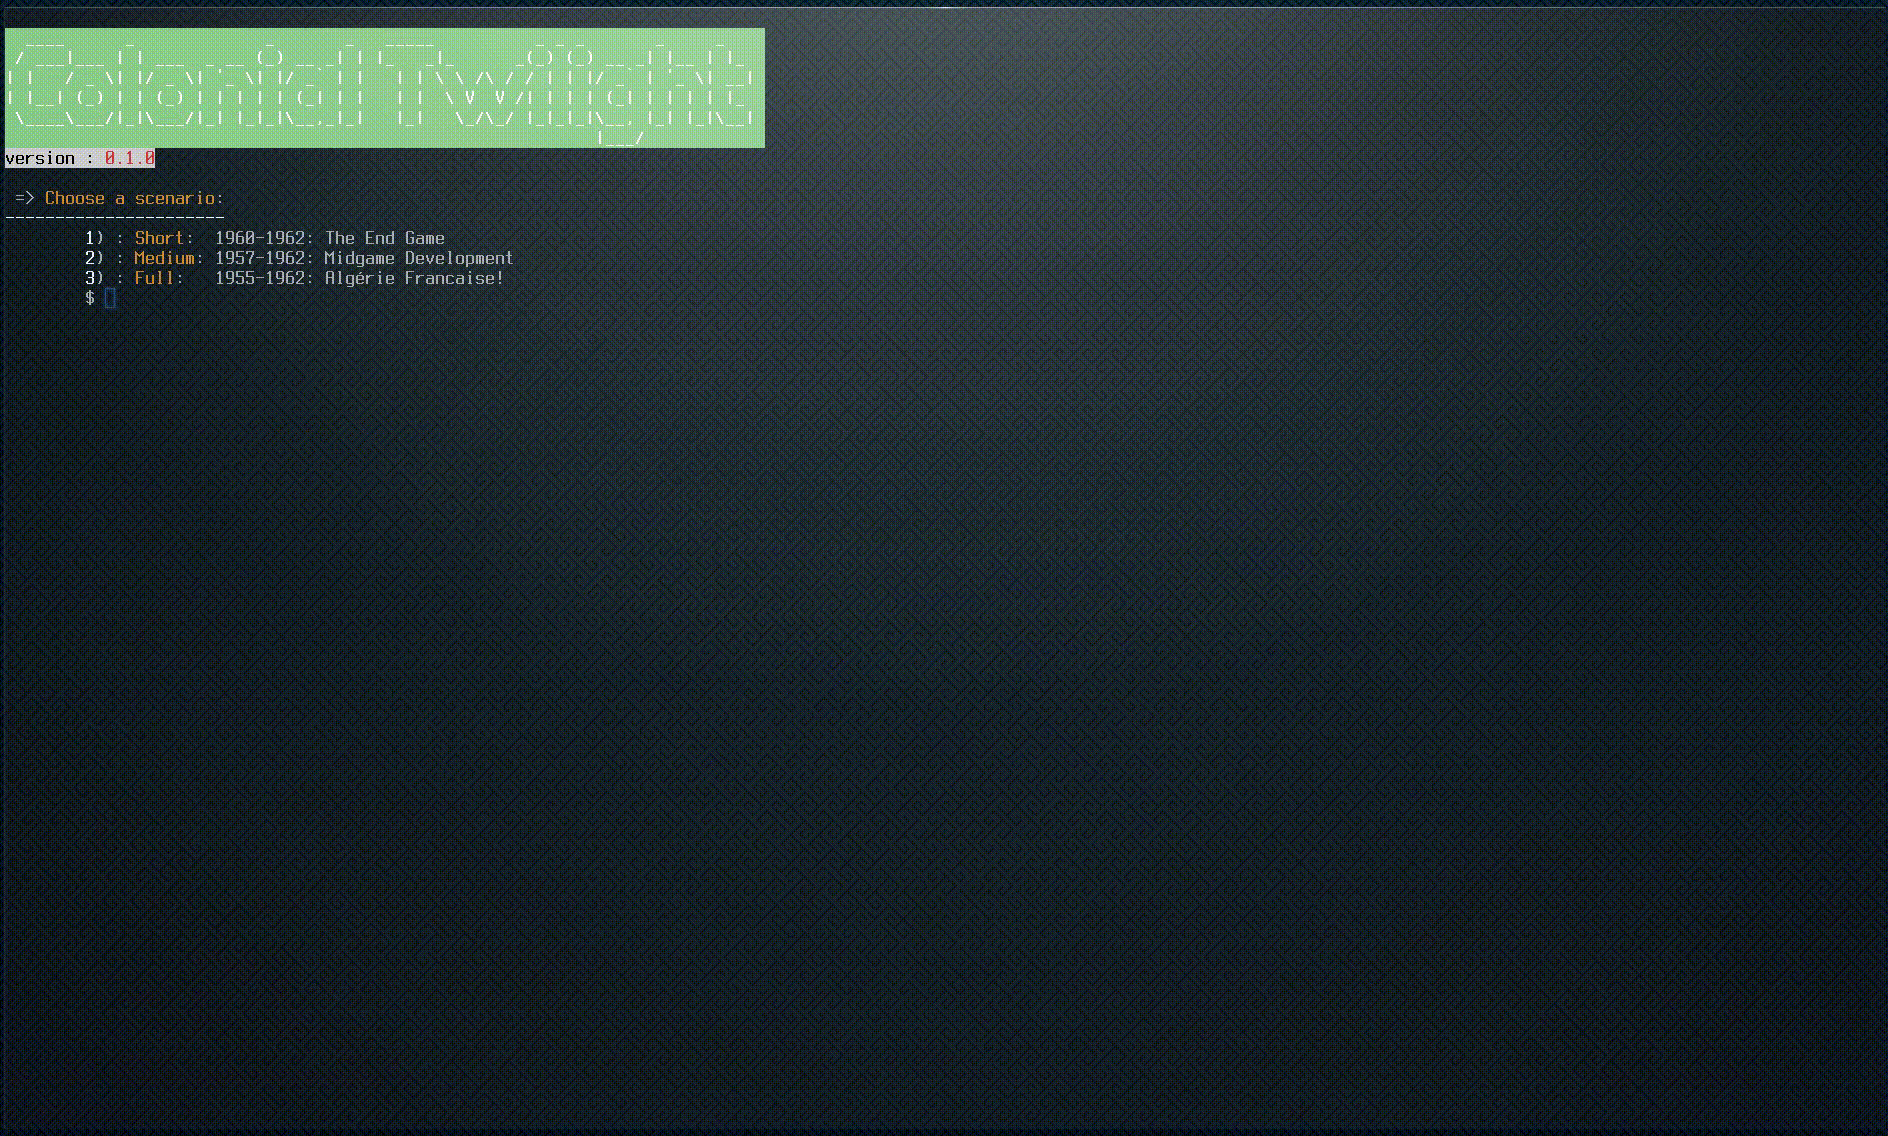 Colonial Twilight
version : 0.1.0
=> Choose a scenario:
----------------------
1) : Short:  1960-1962: The End Game
2) : Medium: 1957-1962: Midgame Development
3) : Full:   1955-1962: Algérie Francaise!
$